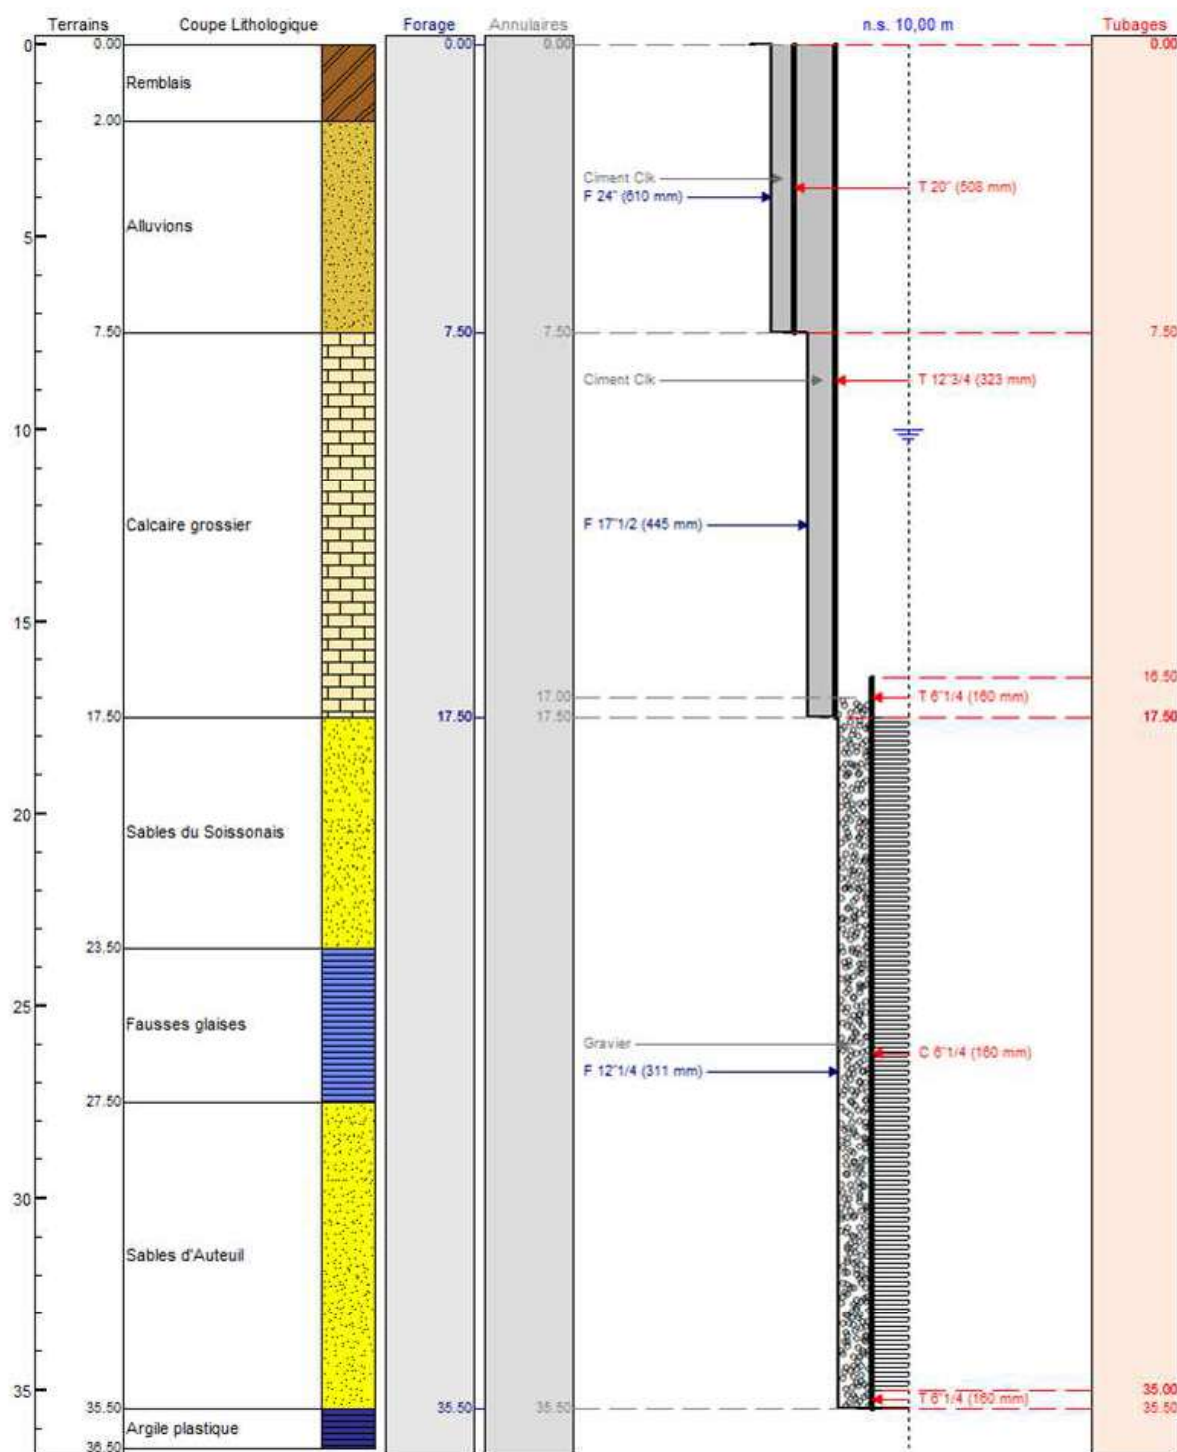 Terrains Coupe Lithologique Forage Annulaires n.s. 10,00 m Tubages
0 0.00 0.00 0.00 0.00
Remblais
2.00
Ciment Clk
F 24" (610 mm) T 20" (508 mm)
Alluvions
5
7.50 7.50 7.50 7.50
Ciment Clk T 12"3/4 (323 mm)
10
Calcaire grossier F 17"1/2 (445 mm)
15
16.50
17.00 T 6"1/4 (160 mm)
17.50 17.50 17.50 17.50
20
Sables du Soissonais
23.50
25
Fausses glaises
Gravier C 6"1/4 (160 mm)
F 12"1/4 (311 mm)
27.50
30
Sables d'Auteuil
35 35.00
T 6"1/4 (160 mm)
35.50 35.50 35.50 35.50
Argile plastique
36.50